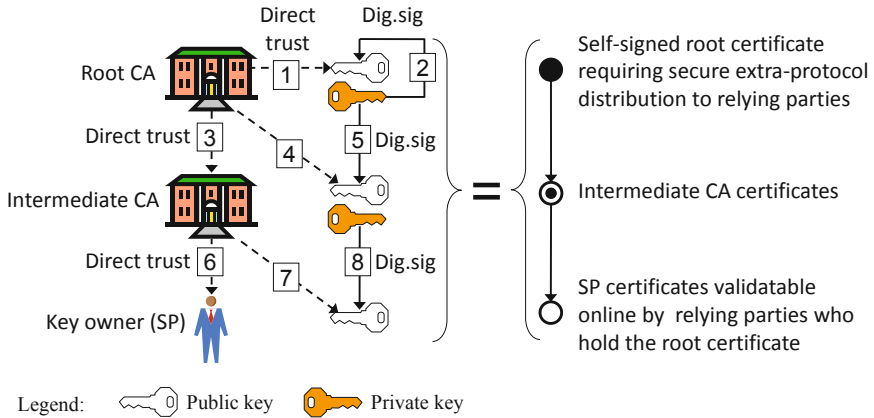 Direct
trust
Dig.sig
Root CA
1
2
Direct trust
3
4
5
Dig.sig
Intermediate CA
Direct trust
6
7
8
Dig.sig
Key owner (SP)
=
Self-signed root certificate
requiring secure extra-protocol
distribution to relying parties
Intermediate CA certificates
SP certificates validatable
online by relying parties who
hold the root certificate
Legend:
Public key
Private key